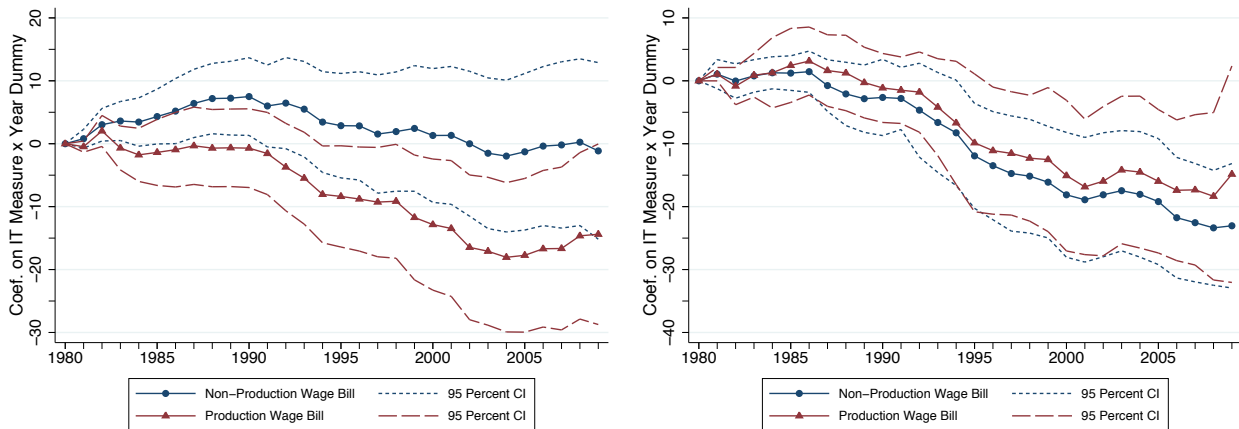 Coef. on IT Measure x Year Dummy
20
10
0
−10
−20
−30
1980 1985 1990 1995 2000 2005
Non−Production Wage Bill 95 Percent CI
Production Wage Bill 95 Percent CI
Coef. on IT Measure x Year Dummy
10
0
−10
−20
−30
−40
1980 1985 1990 1995 2000 2005
Non−Production Wage Bill 95 Percent CI
Production Wage Bill 95 Percent CI